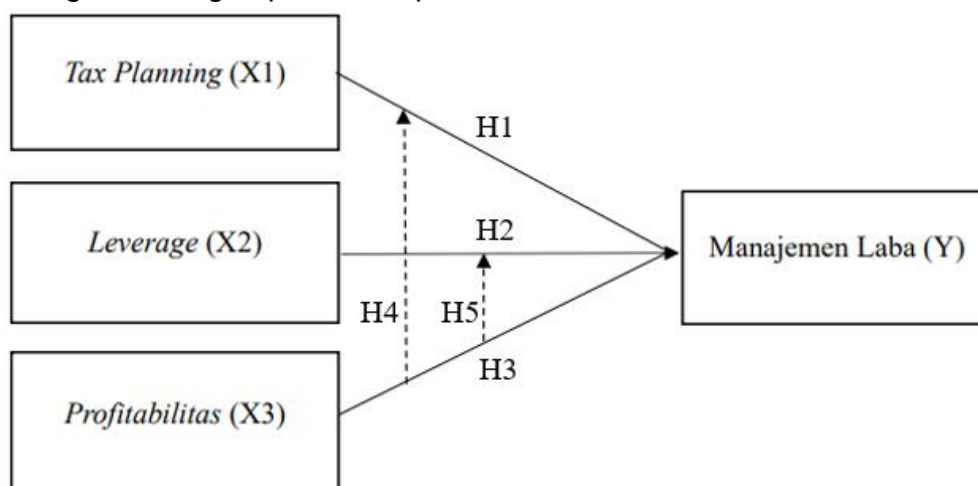 Tax Planning (X1)
H1
Leverage (X2)
H2
Manajemen Laba (Y)
H4
H5
H3
Profitabilitas (X3)